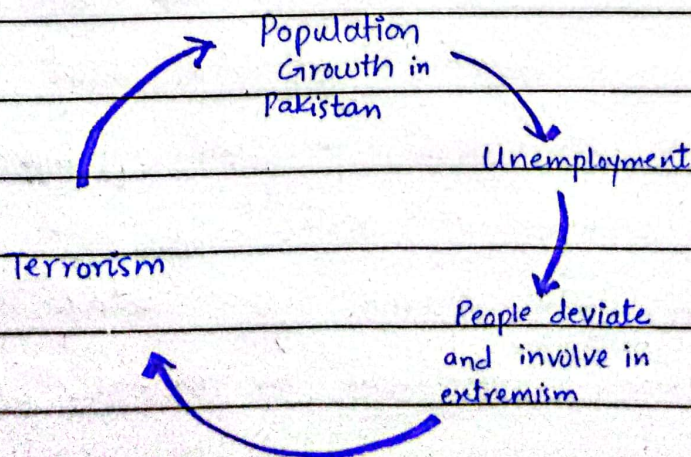 Population
Growth in
Pakistan
Unemployment
People deviate
and involve in
extremism
Terrorism